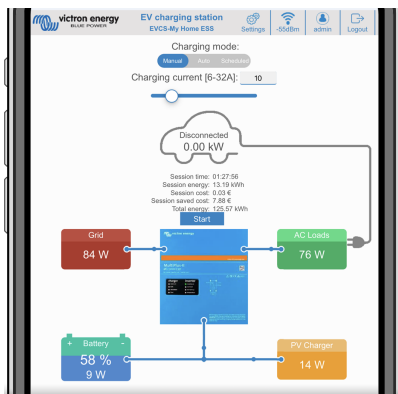 victron energy
BLUE POWER
EV charging station
EVCS-My Home ESS
Settings
-55dBm
admin
Logout
Charging mode:
Manual Auto Scheduled
Charging current [6-32A]: 10
Disconnected
0.00 kW
Session time: 01:27:56
Session energy: 13.19 kWh
Session cost: 0.03 €
Session saved cost: 7.88 €
Total energy: 125.57 kWh
Start
Grid
84 W
victron energy
AC Loads
76 W
+ Battery -
58 %
9 W
PV Charger
14 W